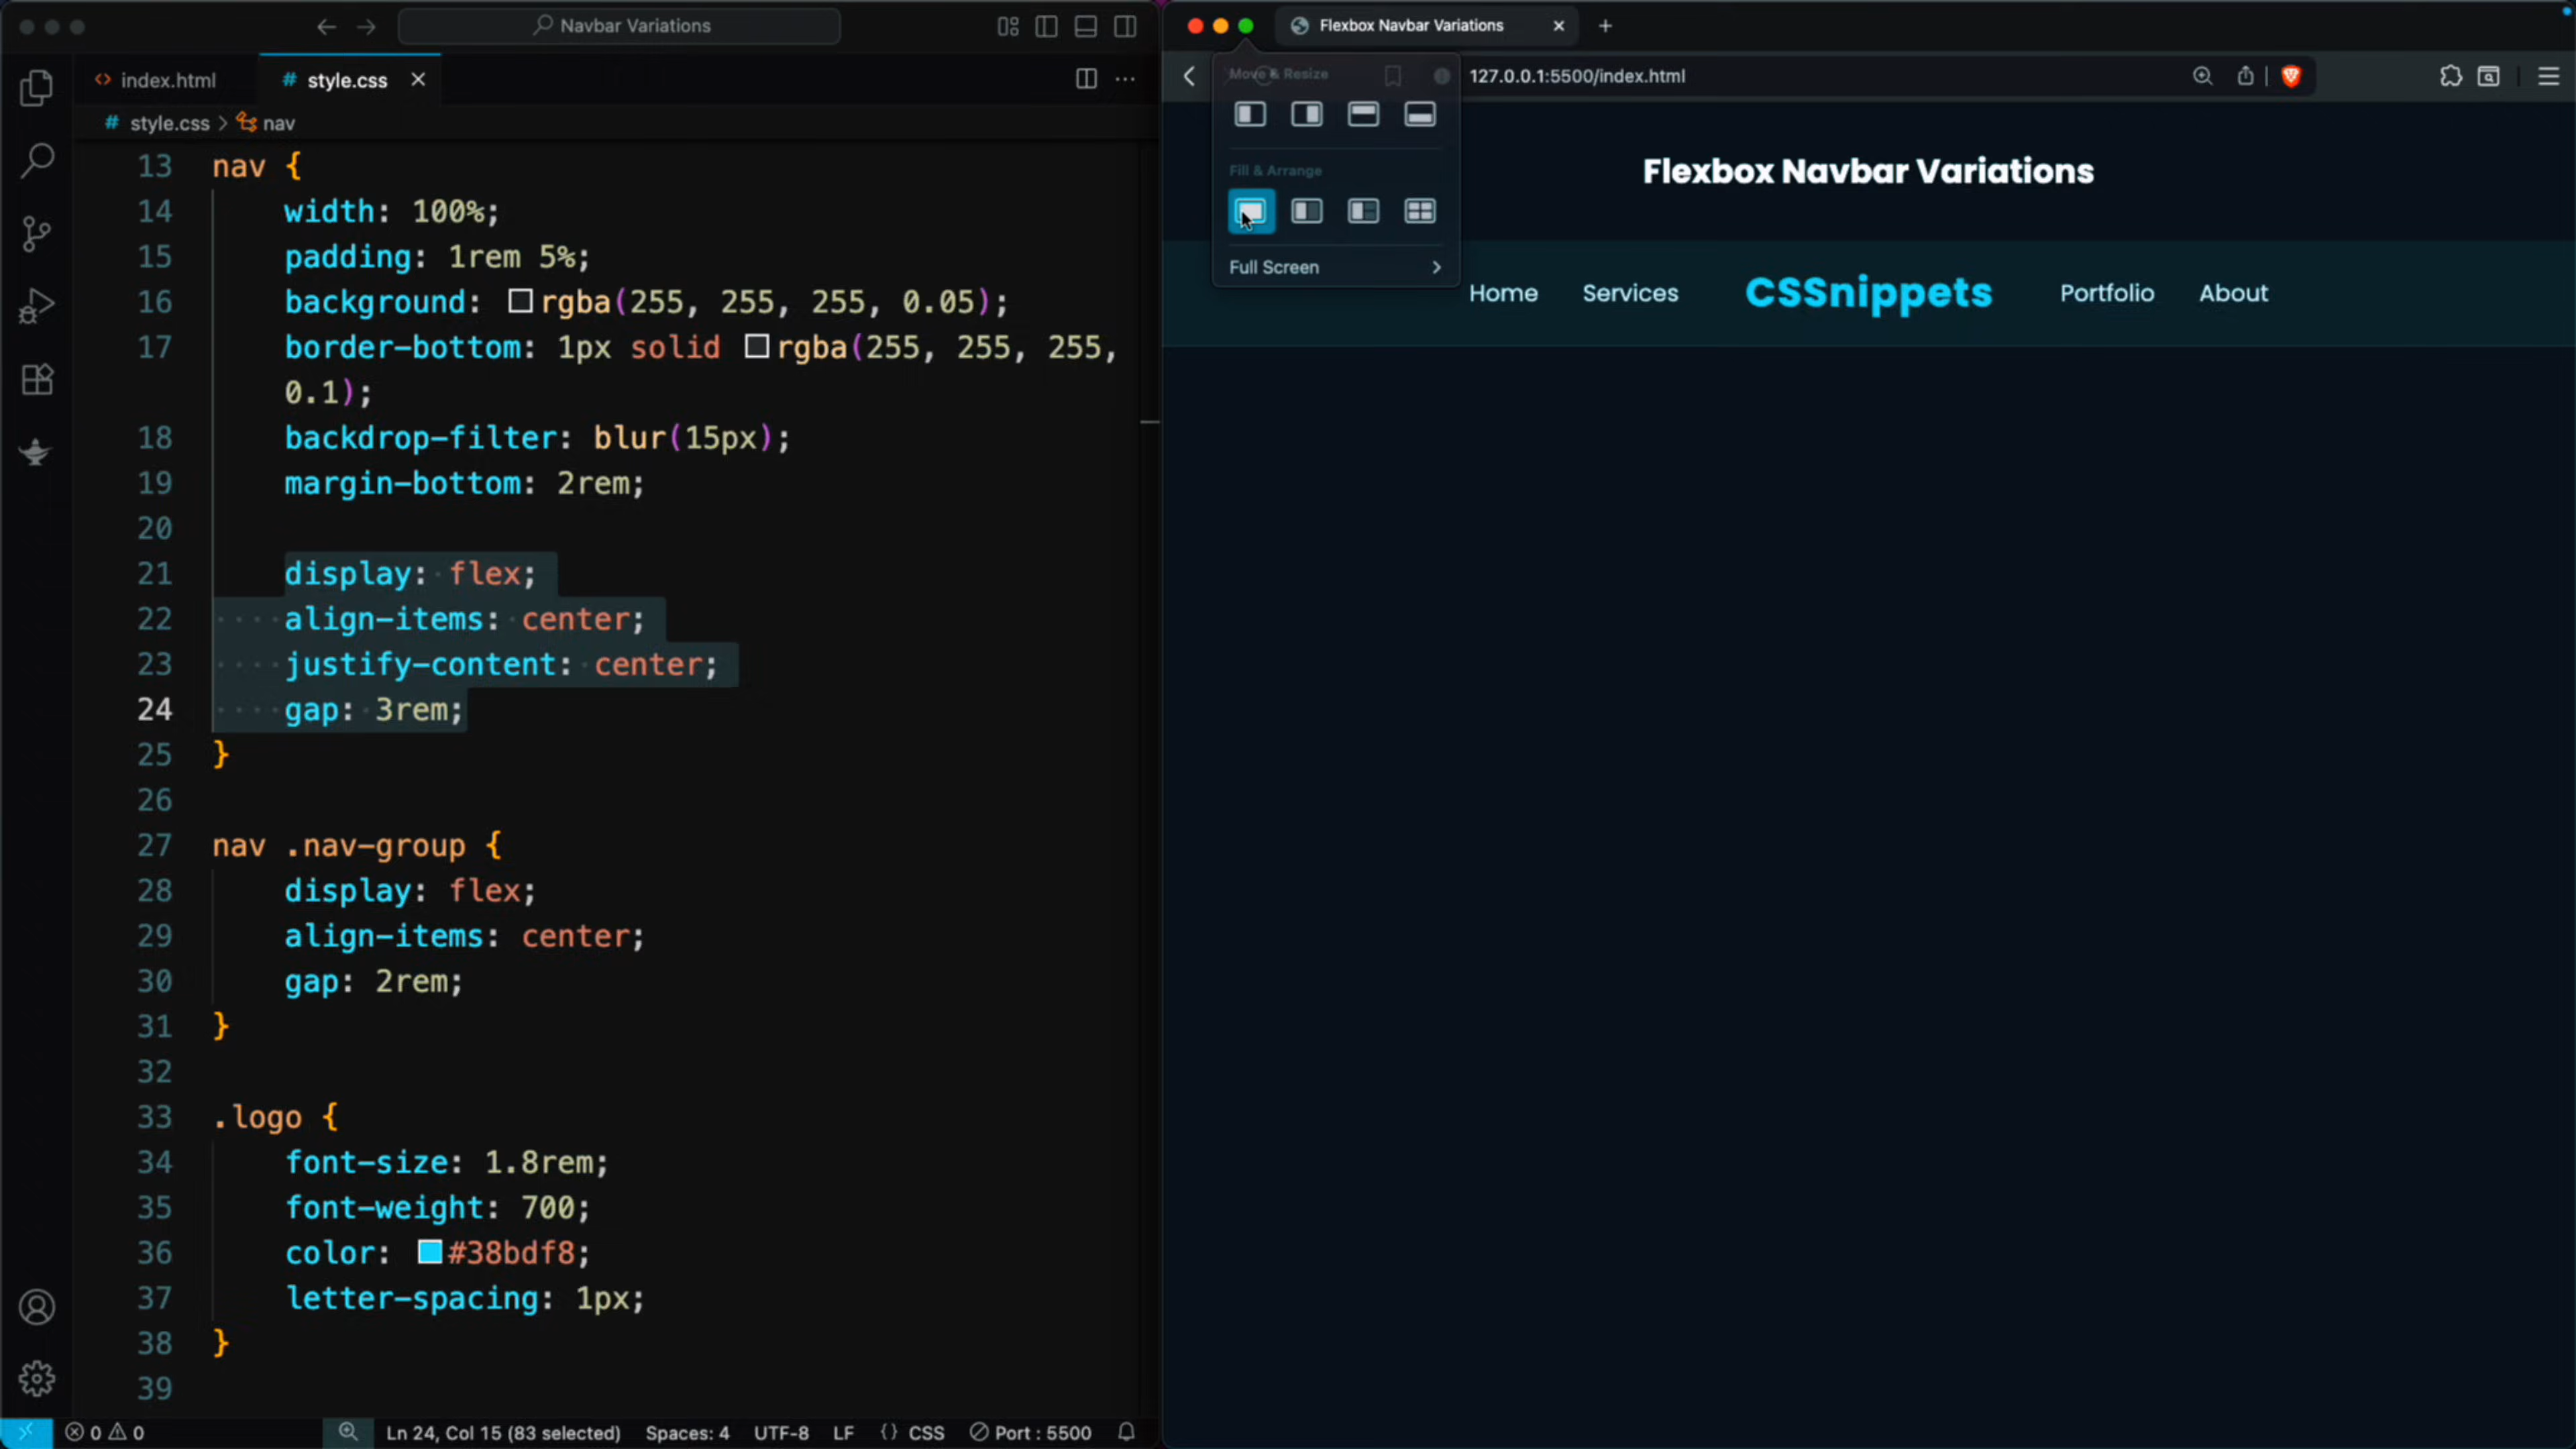 Navbar Variations
index.html
# style.css
# style.css > nav
13 nav {
14 width: 100%;
15 padding: 1rem 5%;
16 background: rgba(255, 255, 255, 0.05);
17 border-bottom: 1px solid rgba(255, 255, 255,
0.1);
18 backdrop-filter: blur(15px);
19 margin-bottom: 2rem;
20
21 display: flex;
22 align-items: center;
23 justify-content: center;
24 gap: 3rem;
25 }
26
27 nav .nav-group {
28 display: flex;
29 align-items: center;
30 gap: 2rem;
31 }
32
33 .logo {
34 font-size: 1.8rem;
35 font-weight: 700;
36 color: #38bdf8;
37 letter-spacing: 1px;
38 }
39
0 0 Ln 24, Col 15 (83 selected) Spaces: 4 UTF-8 LF {} CSS Port : 5500
Flexbox Navbar Variations
127.0.0.1:5500/index.html
Move & Resize
Fill & Arrange
Full Screen
Flexbox Navbar Variations
Home Services CSSnippets Portfolio About